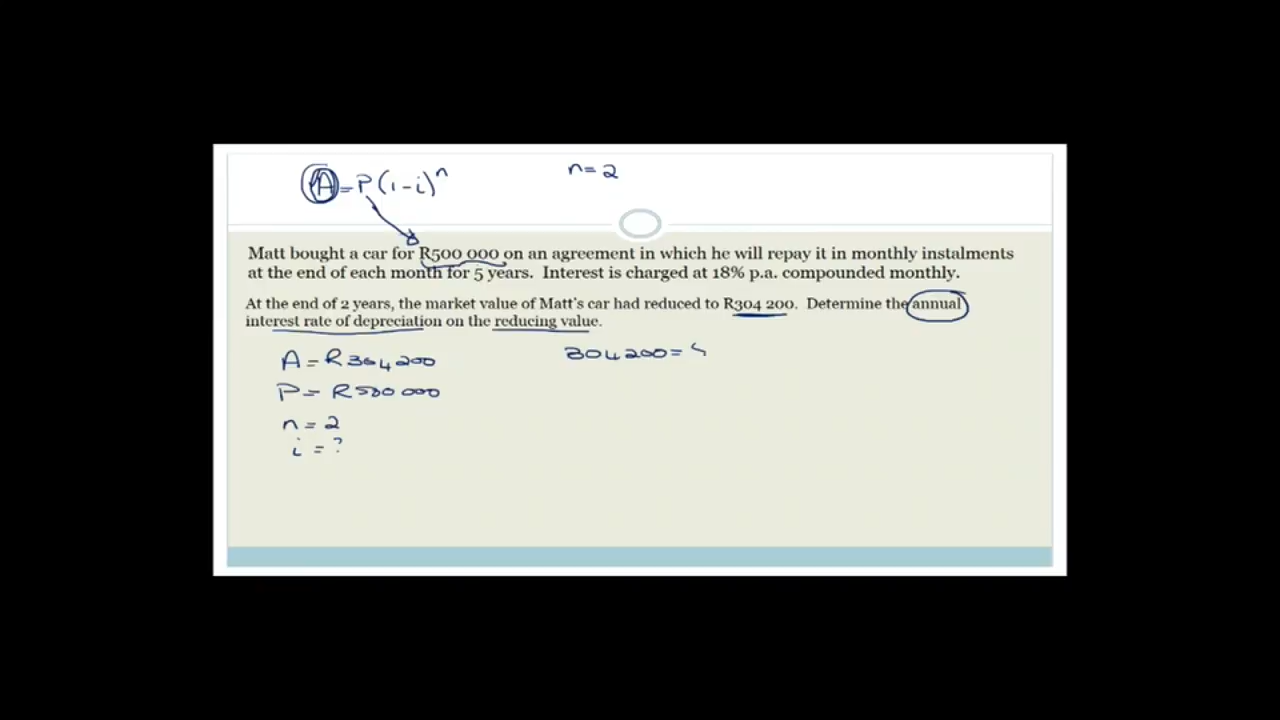 A=P(1-i)^n
n=2
Matt bought a car for R500 000 on an agreement in which he will repay it in monthly instalments
at the end of each month for 5 years. Interest is charged at 18% p.a. compounded monthly.
At the end of 2 years, the market value of Matt's car had reduced to R304 200. Determine the annual
interest rate of depreciation on the reducing value.
A = R304 200
304 200 =
P = R500 000
n = 2
i = ?